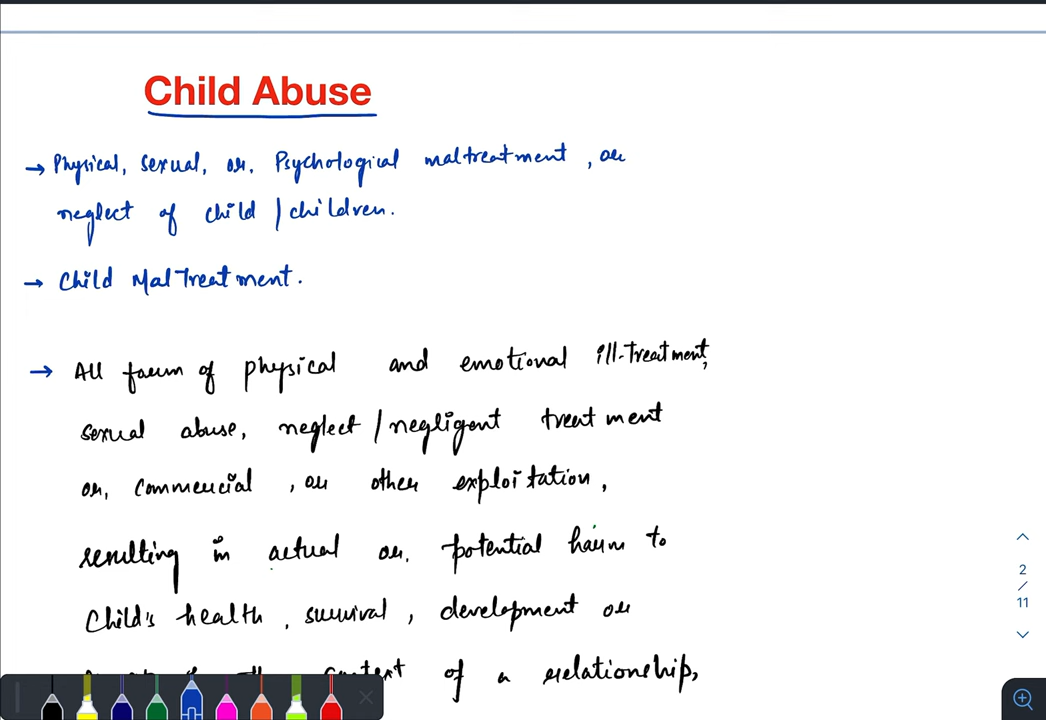 Child Abuse
→ Physical, sexual, or, Psychological maltreatment, or
neglect of child / children.
→ Child MalTreatment.
→ All form of physical and emotional ill-Treatment,
sexual abuse, neglect / negligent treatment
or, commercial, or other exploitation,
resulting in actual or, potential harm to
Child's health, survival, development or
context of a relationship,
2
/
11